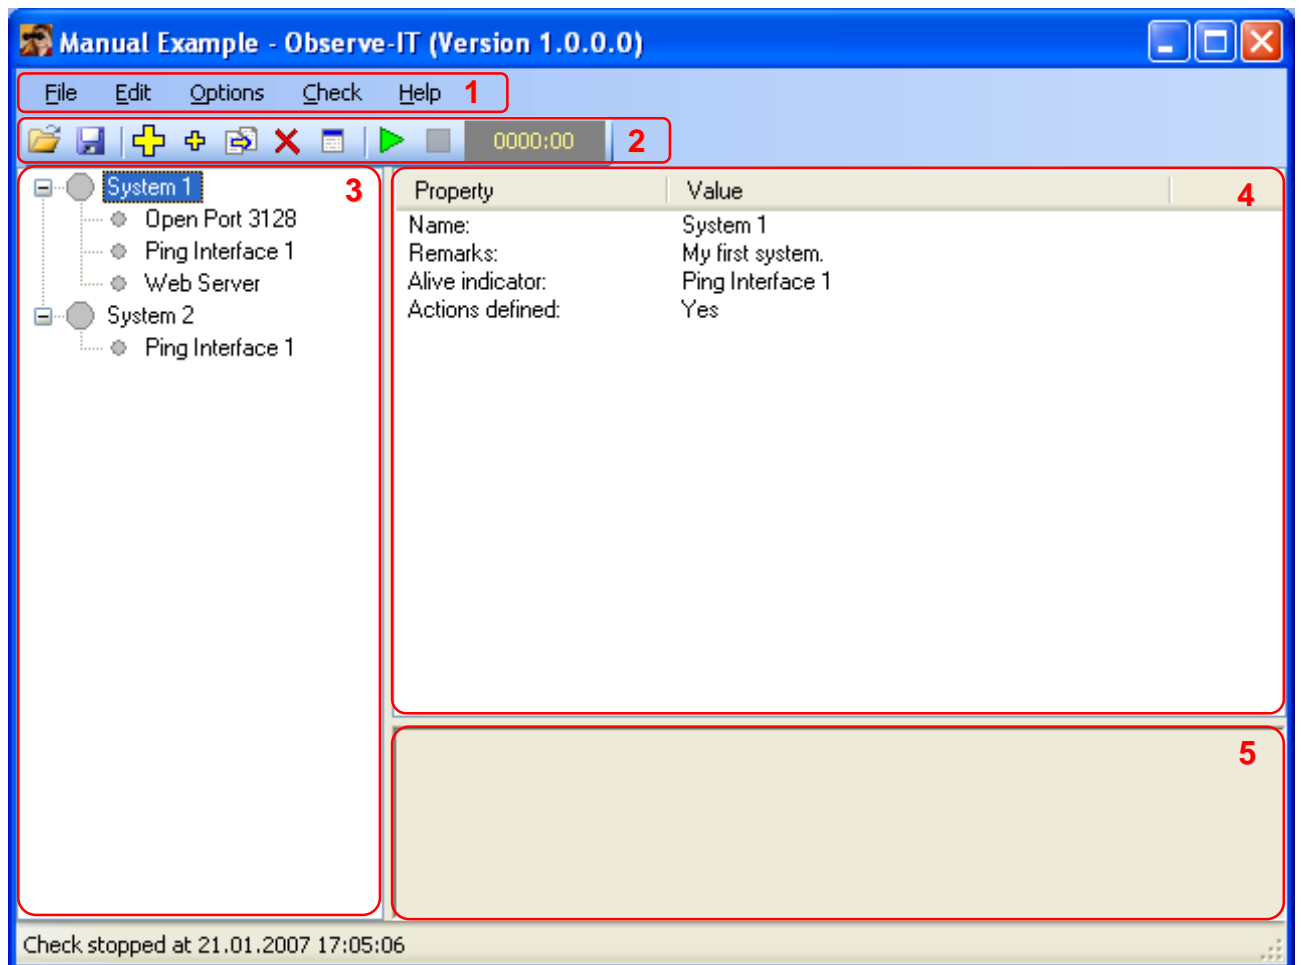 Manual Example - Observe-IT (Version 1.0.0.0)
File Edit Options Check Help 1
0000:00 2
System 1 3
Open Port 3128
Ping Interface 1
Web Server
System 2
Ping Interface 1
Property Value 4
Name: System 1
Remarks: My first system.
Alive indicator: Ping Interface 1
Actions defined: Yes
5
Check stopped at 21.01.2007 17:05:06